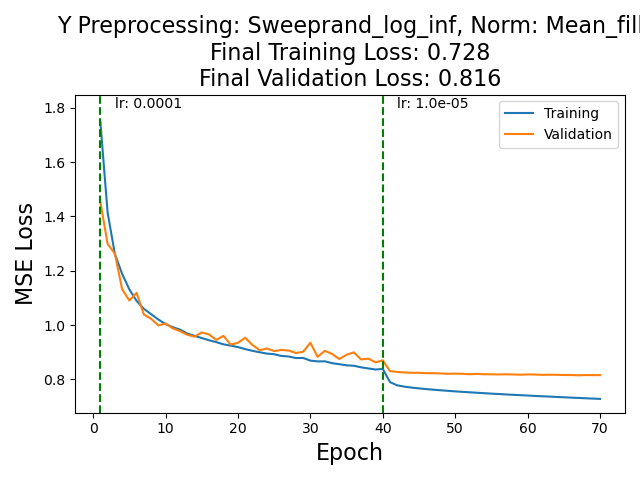 Y Preprocessing: Sweeprand_log_inf, Norm: Mean_fill
Final Training Loss: 0.728
Final Validation Loss: 0.816
lr: 0.0001
lr: 1.0e-05
Training
Validation
1.8
1.6
1.4
1.2
1.0
0.8
MSE Loss
0 10 20 30 40 50 60 70
Epoch